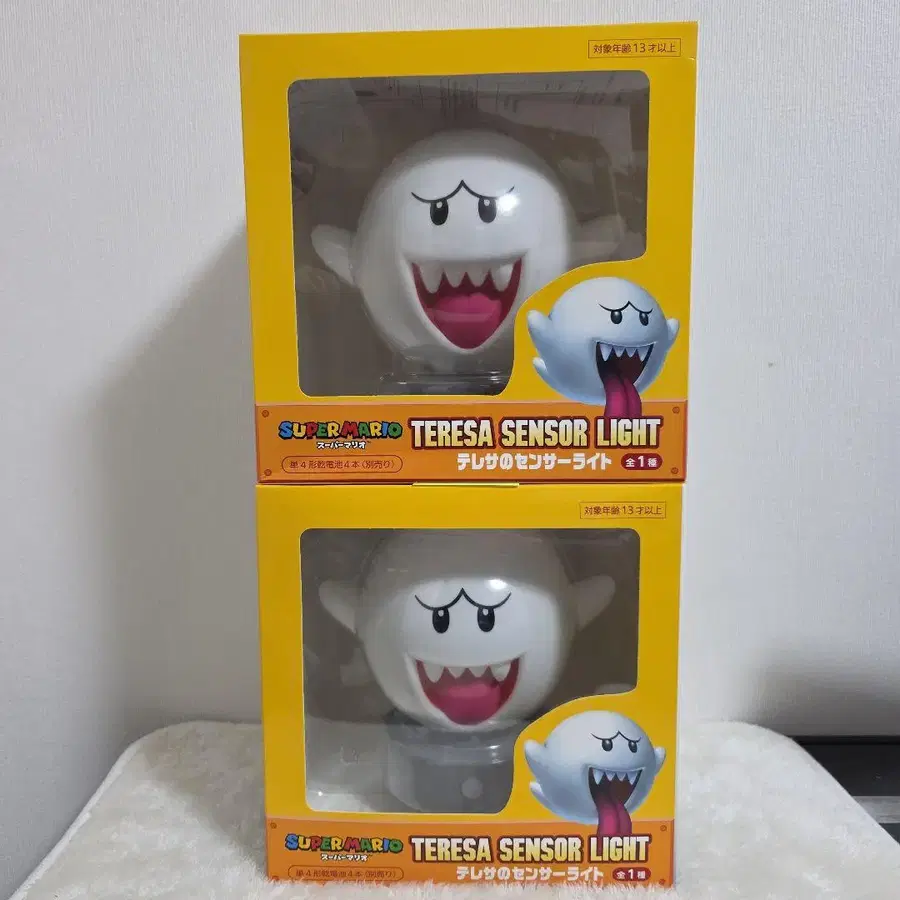 対象年齢13才以上
SUPER MARIO
スーパーマリオ
TERESA SENSOR LIGHT
単4形乾電池4本(別売り)
テレサのセンサーライト
全1種
対象年齢13才以上
SUPER MARIO
スーパーマリオ
TERESA SENSOR LIGHT
単4形乾電池4本(別売り)
テレサのセンサーライト
全1種